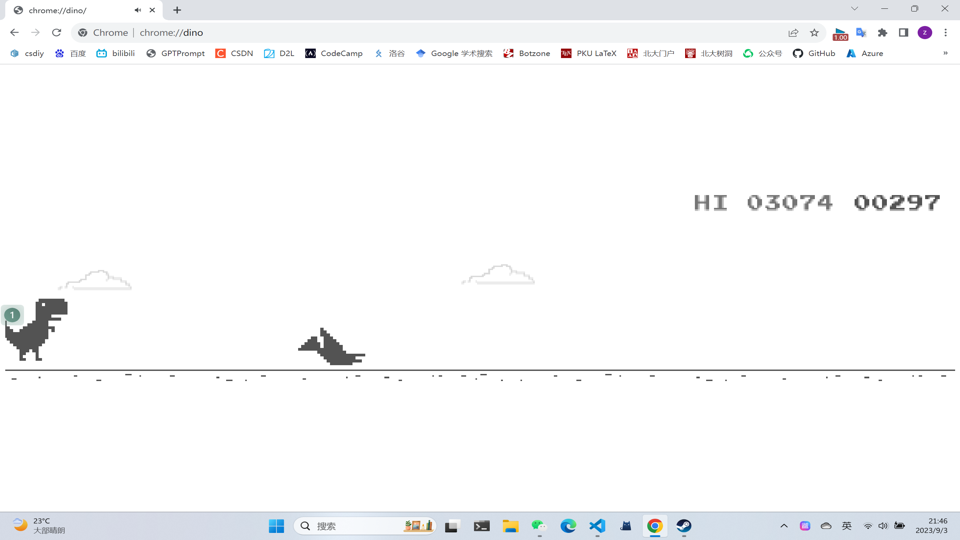 chrome://dino/
Chrome | chrome://dino
1.00
z
csdiy 百度 bilibili GPTPrompt CSDN D2L CodeCamp 洛谷 Google 学术搜索 Botzone PKU LaTeX 北大门户 北大树洞 公众号 GitHub Azure »
HI 03074 00297
1
23°C
大部晴朗
搜索
英
21:46
2023/9/3